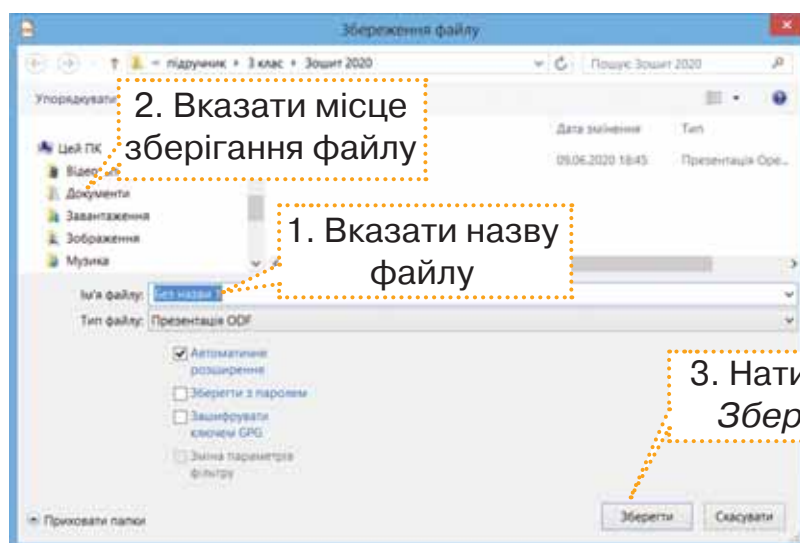 Збереження файлу
підручник › 3 клас › Зошит 2020
Пошук: Зошит 2020
Упорядкувати
2. Вказати місце
зберігання файлу
Дата змінення Тип
Цей ПК
09.06.2020 18:45 Презентація Ope...
Документи
Завантаження
Зображення
Музика
1. Вказати назву
файлу
Ім'я файлу: Без назви 1
Тип файлу: Презентація ODF
Автоматичне
розширення
Зберегти з паролем
Зашифрувати
ключем GPG
Зміна параметрів
фільтру
3. Нати
Збер
Приховати папки
Зберегти Скасувати